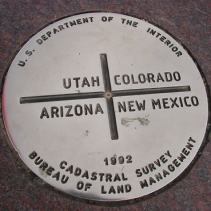 U.S. DEPARTMENT OF THE INTERIOR
UTAH COLORADO
ARIZONA NEW MEXICO
1992
CADASTRAL SURVEY
BUREAU OF LAND MANAGEMENT